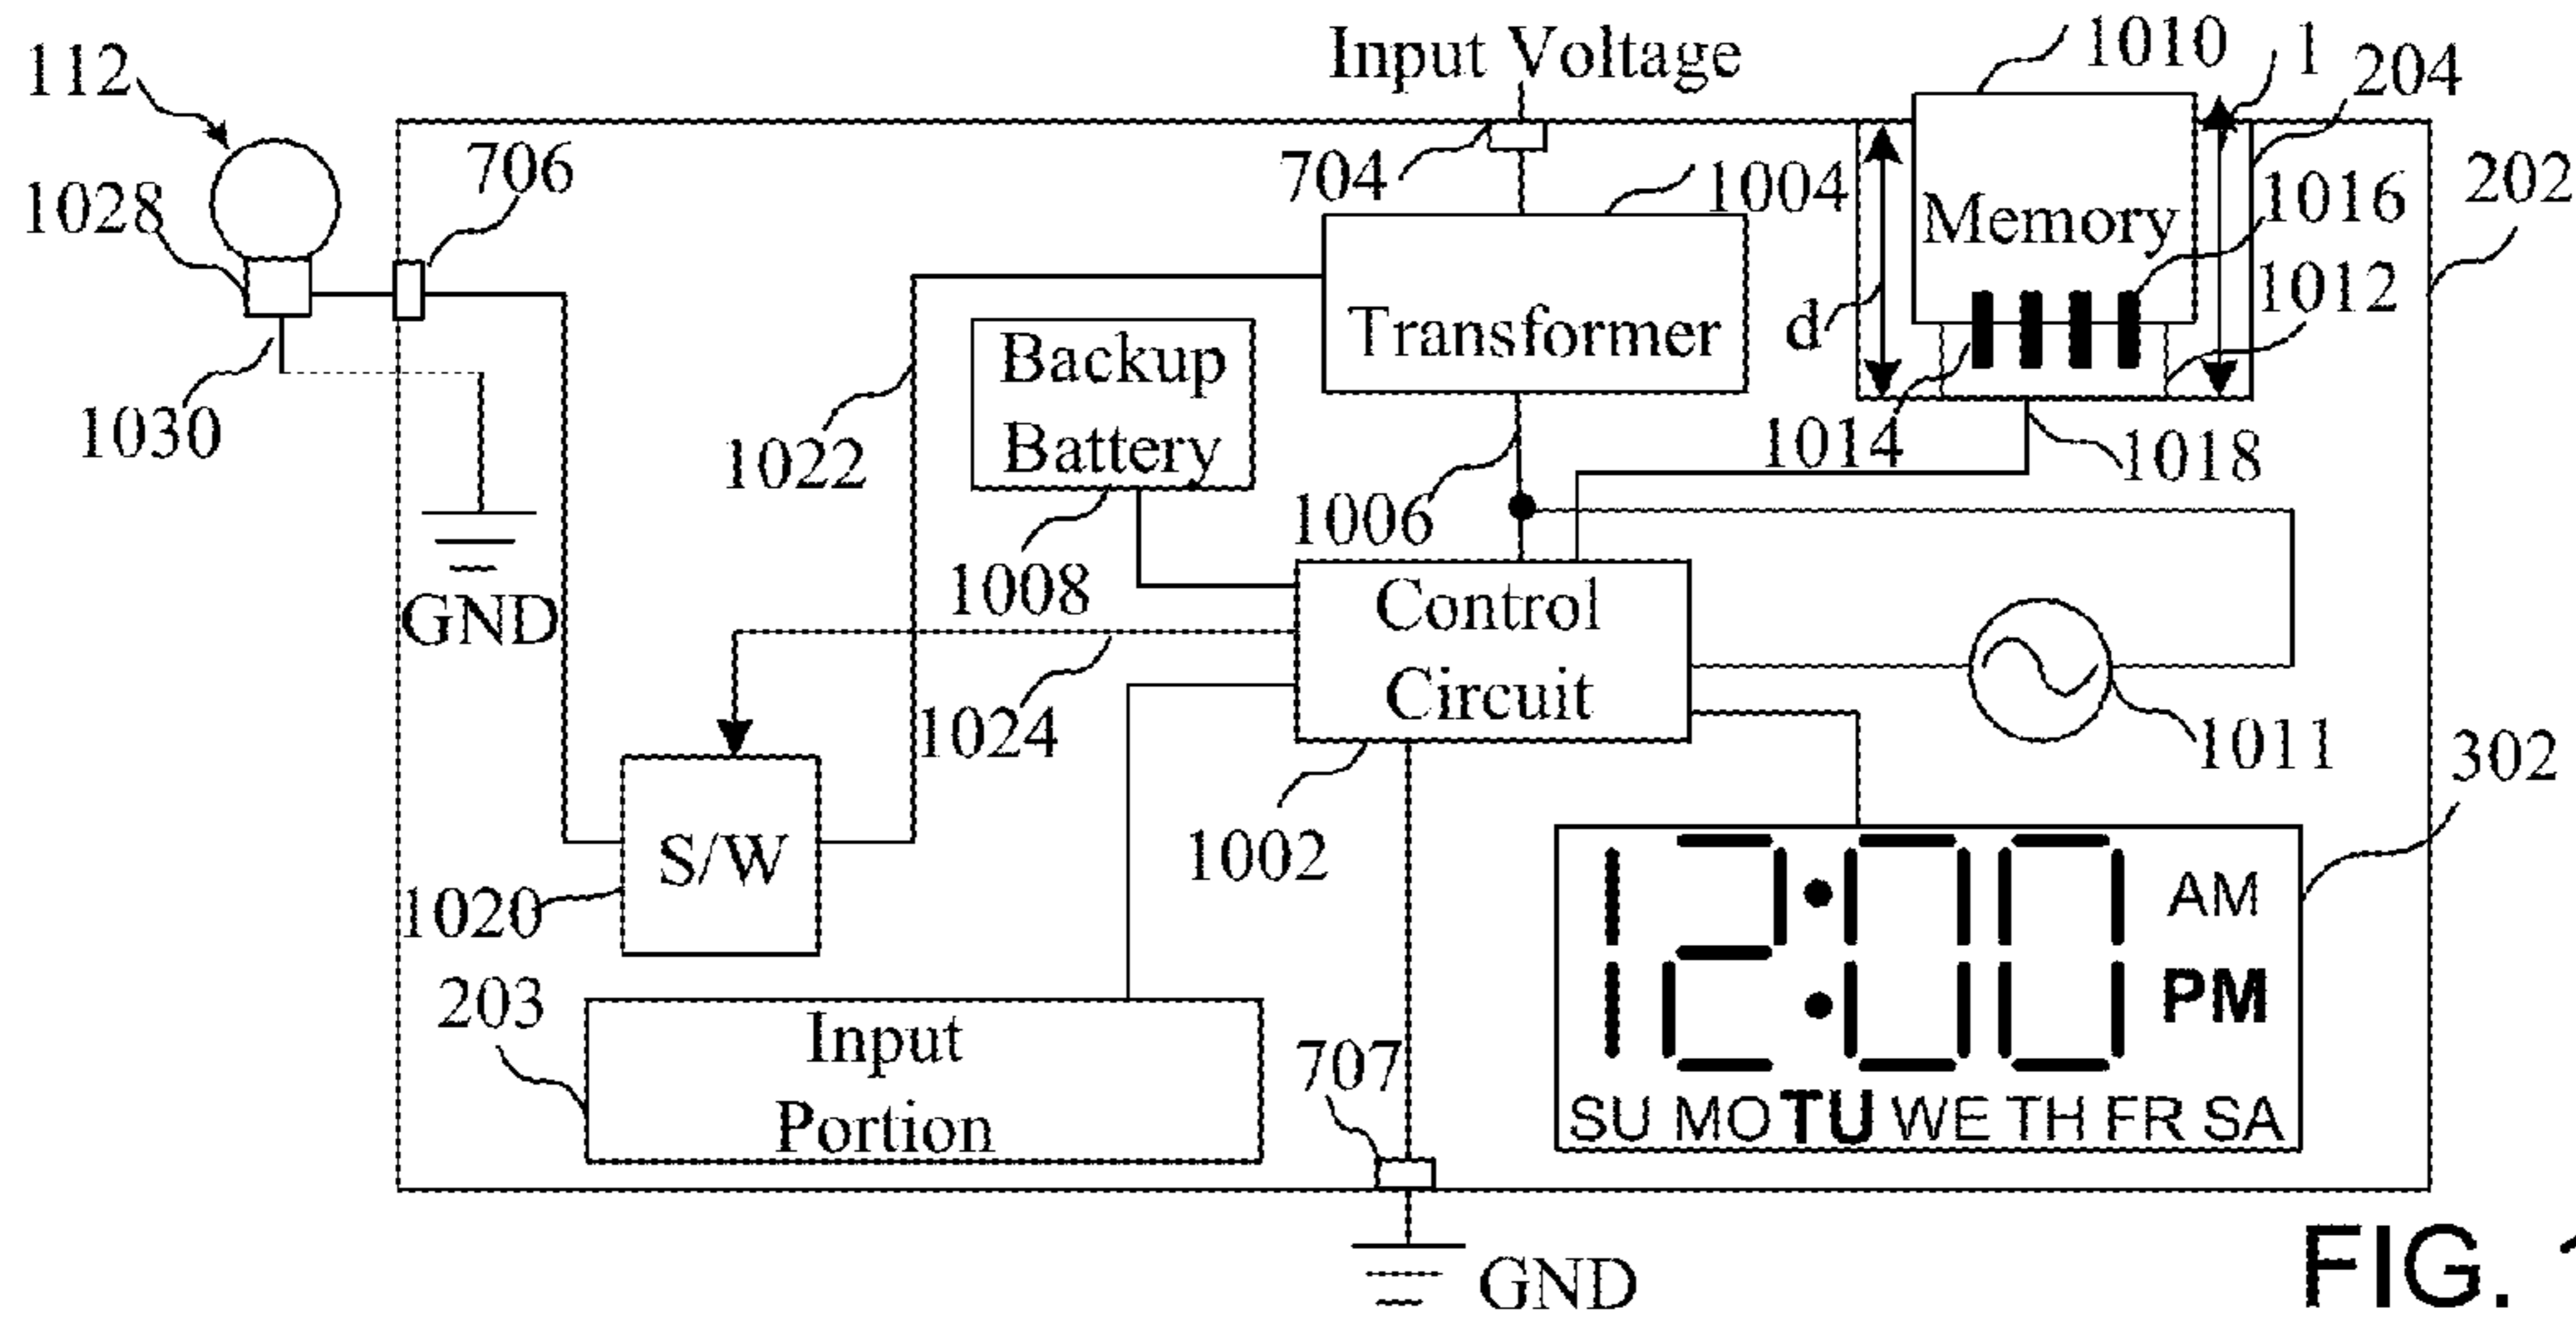 Input Voltage
1010
l
204
112
706
704
1004
202
1028
Memory
1016
1012
Transformer
d
Backup
Battery
1030
1022
1014
1018
1006
1008
GND
Control
Circuit
1024
1011
302
1002
S/W
1020
12:00
AM
PM
SU MO TU WE TH FR SA
203
Input
Portion
707
GND
FIG.